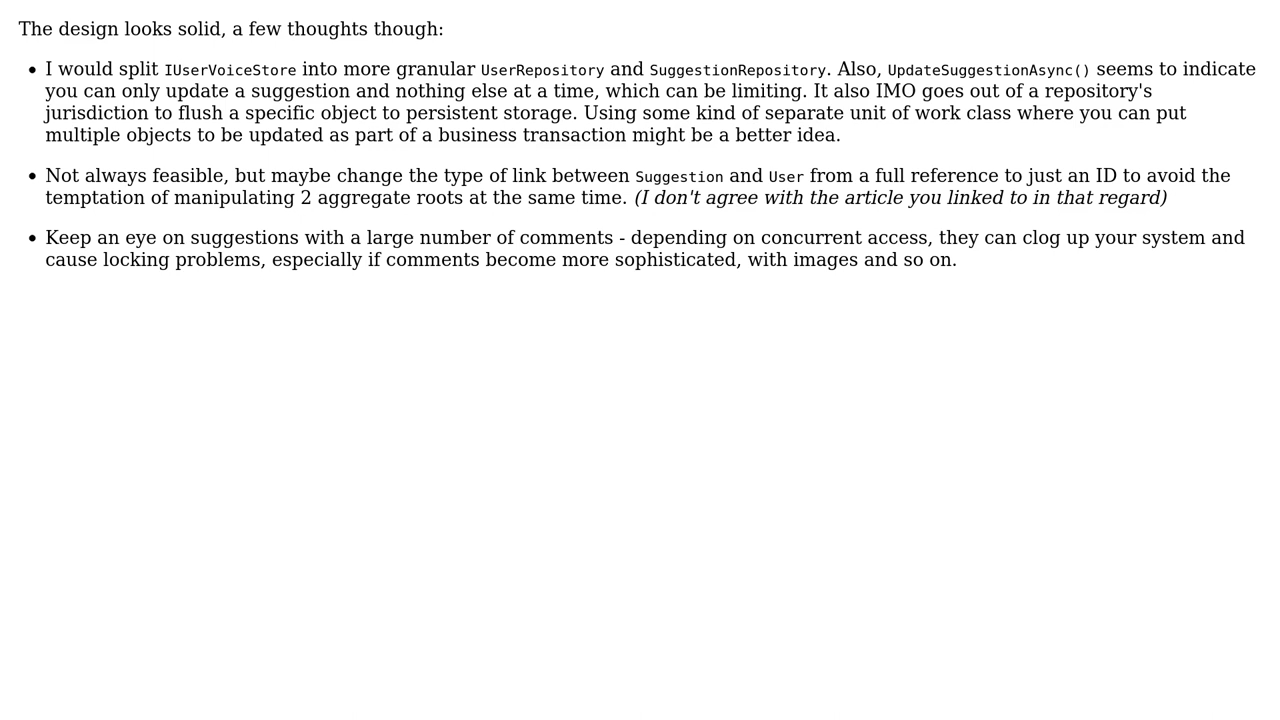 The design looks solid, a few thoughts though:
• I would split IUserVoiceStore into more granular UserRepository and SuggestionRepository. Also, UpdateSuggestionAsync() seems to indicate
you can only update a suggestion and nothing else at a time, which can be limiting. It also IMO goes out of a repository's
jurisdiction to flush a specific object to persistent storage. Using some kind of separate unit of work class where you can put
multiple objects to be updated as part of a business transaction might be a better idea.
• Not always feasible, but maybe change the type of link between Suggestion and User from a full reference to just an ID to avoid the
temptation of manipulating 2 aggregate roots at the same time. (I don't agree with the article you linked to in that regard)
• Keep an eye on suggestions with a large number of comments - depending on concurrent access, they can clog up your system and
cause locking problems, especially if comments become more sophisticated, with images and so on.